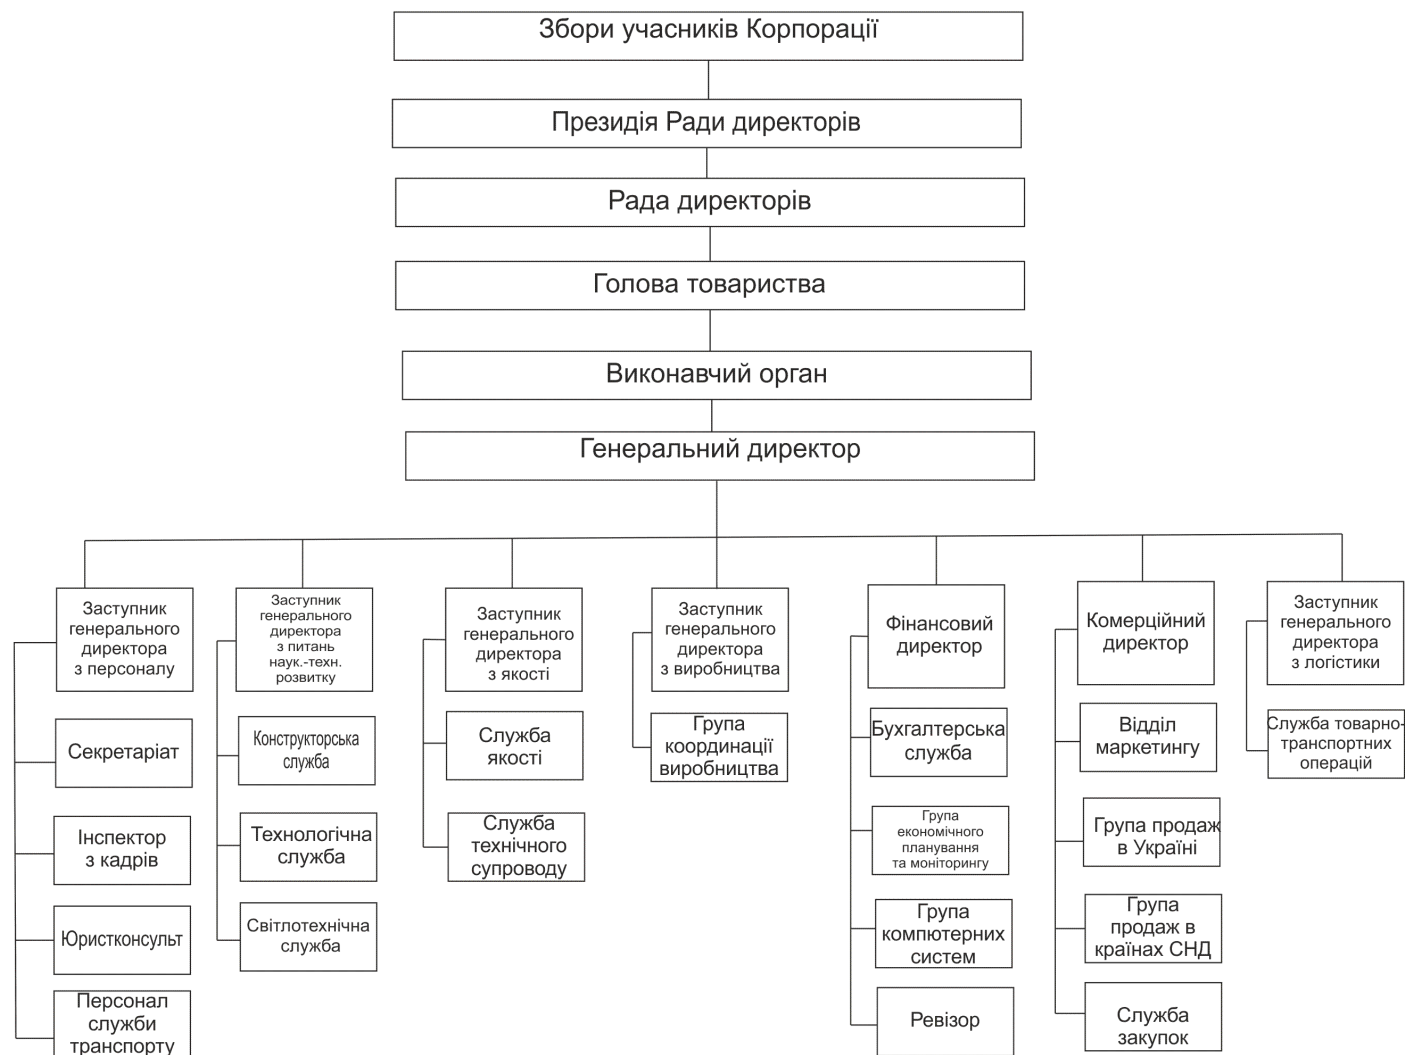 Збори учасників Корпорації
Президія Ради директорів
Рада директорів
Голова товариства
Виконавчий орган
Генеральний директор
Заступник
генерального
директора
з персоналу
Секретаріат
Інспектор
з кадрів
Юристконсульт
Персонал
служби
транспорту
Заступник
генерального
директора
з питань
наук.-техн.
розвитку
Конструкторська
служба
Технологічна
служба
Світлотехнічна
служба
Заступник
генерального
директора
з якості
Служба
якості
Служба
технічного
супроводу
Заступник
генерального
директора
з виробництва
Група
координації
виробництва
Фінансовий
директор
Бухгалтерська
служба
Група
економічного
планування
та моніторингу
Група
компютерних
систем
Ревізор
Комерційний
директор
Відділ
маркетингу
Група продаж
в Україні
Група
продаж в
країнах СНД
Служба
закупок
Заступник
генерального
директора
з логістики
Служба товарно-
транспортних
операцій